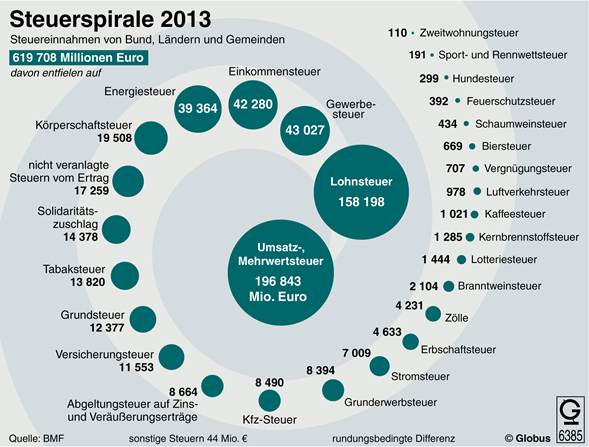 Steuerspirale 2013
Steuereinnahmen von Bund, Ländern und Gemeinden
619 708 Millionen Euro
davon entfielen auf
Umsatz-,
Mehrwertsteuer
196 843
Mio. Euro
Lohnsteuer
158 198
Gewerbe-
steuer
43 027
Einkommensteuer
42 280
Energiesteuer
39 364
Körperschaftsteuer
19 508
nicht veranlagte
Steuern vom Ertrag
17 259
Solidaritäts-
zuschlag
14 378
Tabaksteuer
13 820
Grundsteuer
12 377
Versicherungsteuer
11 553
8 664
Abgeltungsteuer auf Zins-
und Veräußerungserträge
8 490
Kfz-Steuer
8 394
Grunderwerbsteuer
7 009
Stromsteuer
4 633
Erbschaftsteuer
4 231
Zölle
2 104 Branntweinsteuer
1 444 Lotteriesteuer
1 285 Kernbrennstoffsteuer
1 021 Kaffeesteuer
978 Luftverkehrsteuer
707 Vergnügungsteuer
669 Biersteuer
434 Schaumweinsteuer
392 Feuerschutzsteuer
299 Hundesteuer
191 Sport- und Rennwettsteuer
110 Zweitwohnungsteuer
Quelle: BMF
sonstige Steuern 44 Mio. €
rundungsbedingte Differenz
© Globus
G
6385